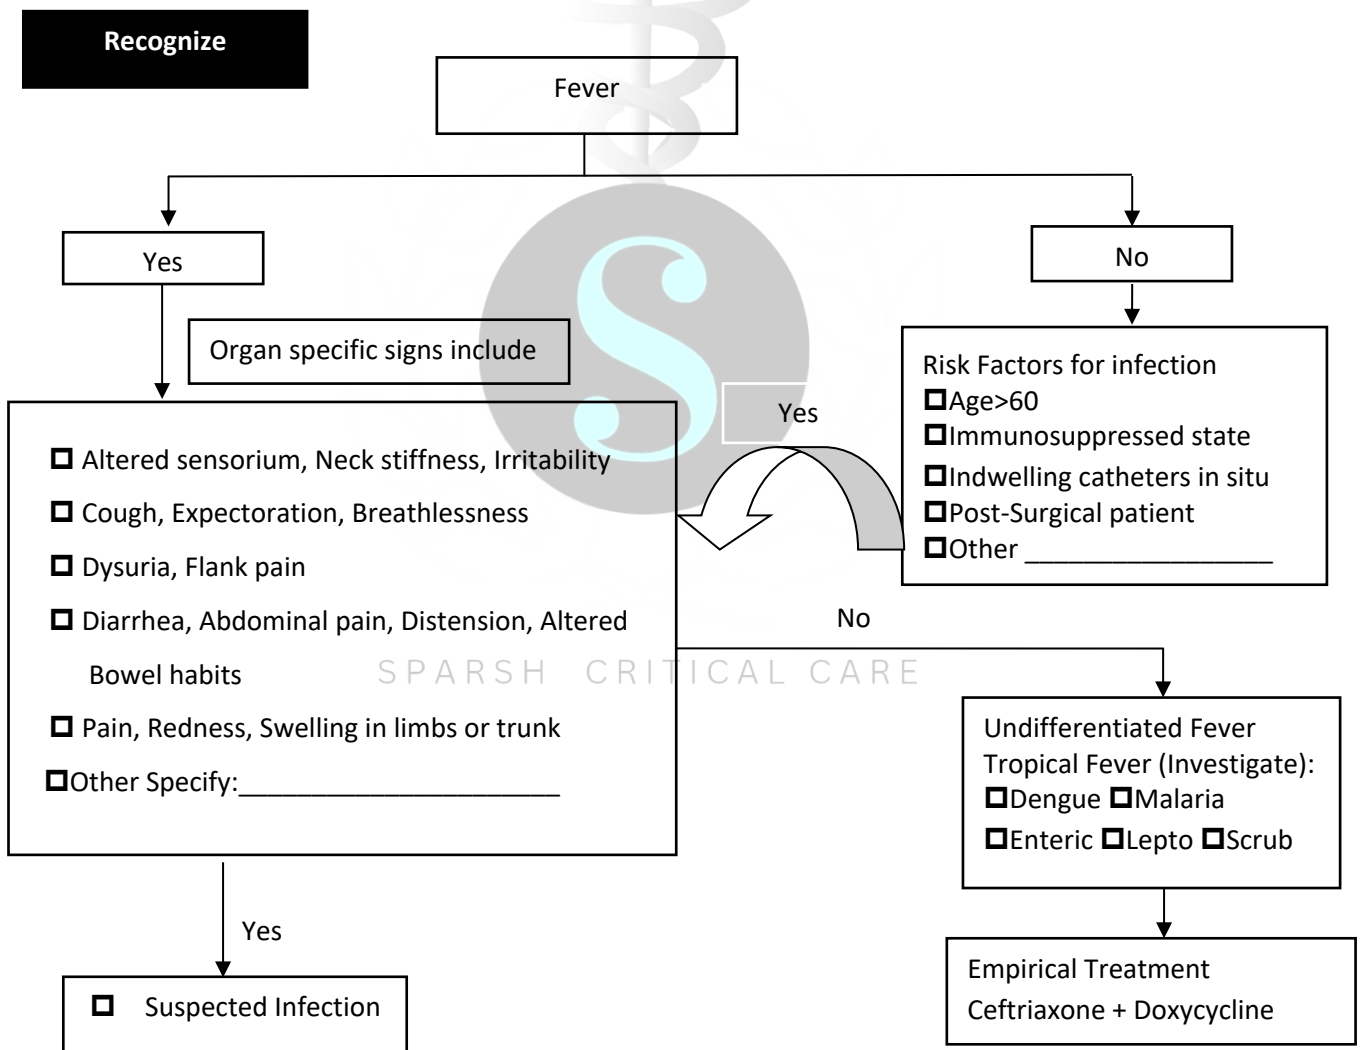 Recognize
Fever
Yes
No
Organ specific signs include
Risk Factors for infection
Age>60
Immunosuppressed state
Indwelling catheters in situ
Post-Surgical patient
Other __________________
Yes
Altered sensorium, Neck stiffness, Irritability
Cough, Expectoration, Breathlessness
Dysuria, Flank pain
Diarrhea, Abdominal pain, Distension, Altered
Bowel habits
Pain, Redness, Swelling in limbs or trunk
Other Specify:_______________________
No
SPARSH CRITICAL CARE
Undifferentiated Fever
Tropical Fever (Investigate):
Dengue Malaria
Enteric Lepto Scrub
Yes
Suspected Infection
Empirical Treatment
Ceftriaxone + Doxycycline
S